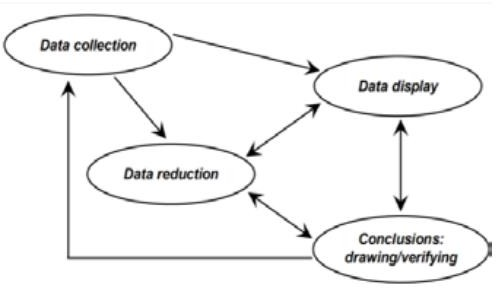 Data collection
Data display
Data reduction
Conclusions:
drawing/verifying